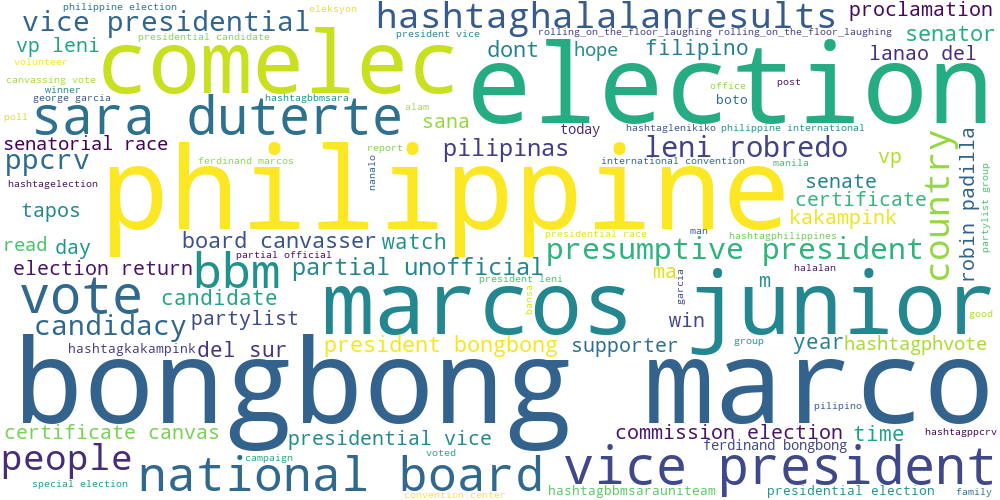 philippine election
eleksyon
vice presidential
hashtaghalalanresults
proclamation
presidential candidate
president vice
rolling_on_the_floor_laughing rolling_on_the_floor_laughing
senator
vp leni
comelec
dont
hope
filipino
lanao del
volunteer
election
canvassing vote
winner
office
post
george garcia
hashtagbbmsara
boto
sara duterte
alam
poll
sana
today
hashtaglenikiko
philippine international
senatorial race
philippine
report
pilipinas
leni robredo
country
ppcrv
ferdinand marcos
nanalo
international convention
manila
vp
robin padilla
partylist group
hashtagelection
senate
certificate
tapos
kakampink
read
day
board canvasser
watch
presidential race
man
hashtagphilippines
presumptive president
partial official
election return
bbm
partial unofficial
ma
halalan
president leni
garcia
m
vote
candidate
marcos junior
bansa
candidacy
partylist
win
good
hashtagkakampink
del sur
president bongbong
supporter
group
year
hashtagphvote
bongbong marco
pilipino
certificate canvas
presidential vice
commission election
time
hashtagppcrv
ferdinand bongbong
people
campaign
voted
national board
vice president
special election
convention center
hashtagbbmsarauniteam
presidential election
family